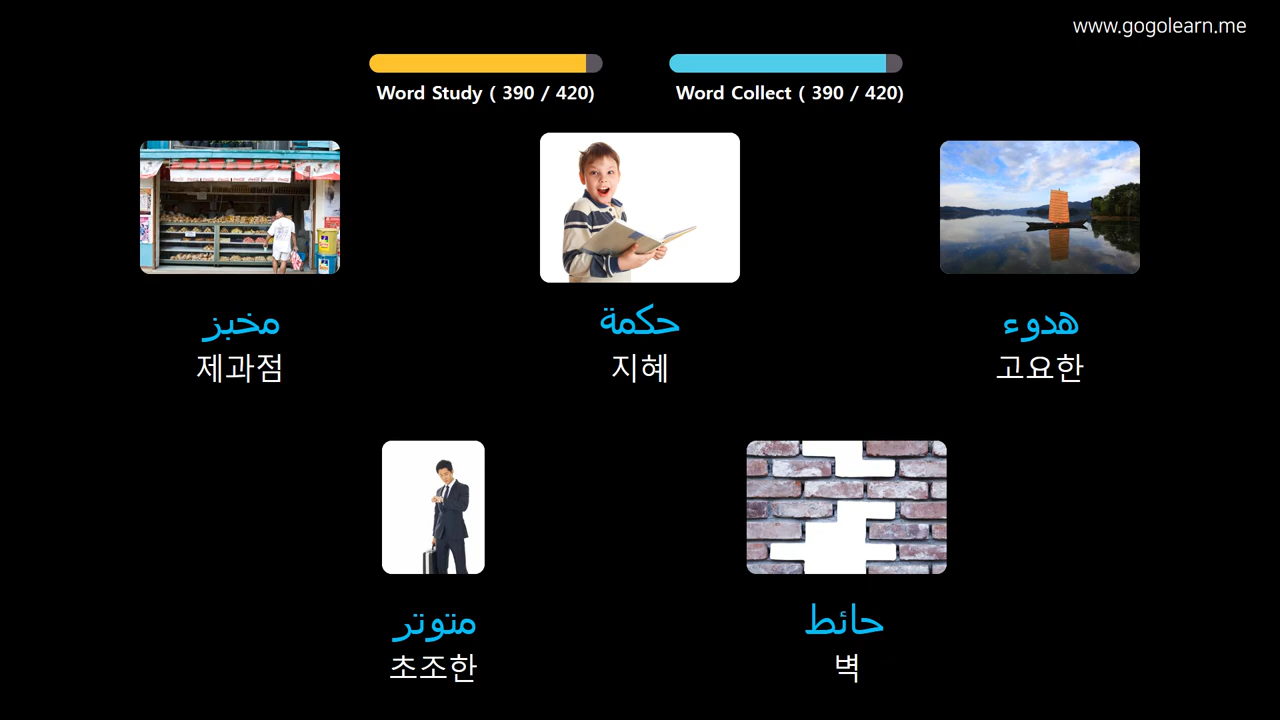 www.gogolearn.me
Word Study ( 390 / 420)
Word Collect ( 390 / 420)
مخبز
제과점
حكمة
지혜
هدوء
고요한
متوتر
초조한
حائط
벽